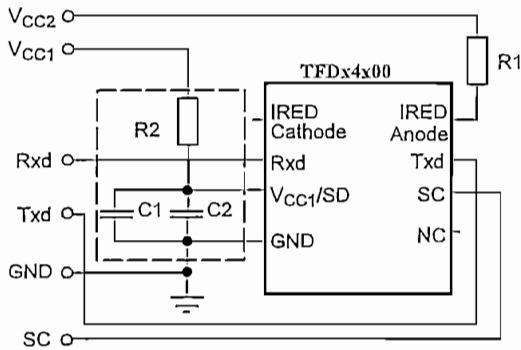 VCC2
VCC1
R1
TFDx4x00
R2
IRED
Cathode
IRED
Anode
Rxd
Rxd
Txd
VCC1/SD
SC
C1
C2
Txd
GND
NC
GND
SC